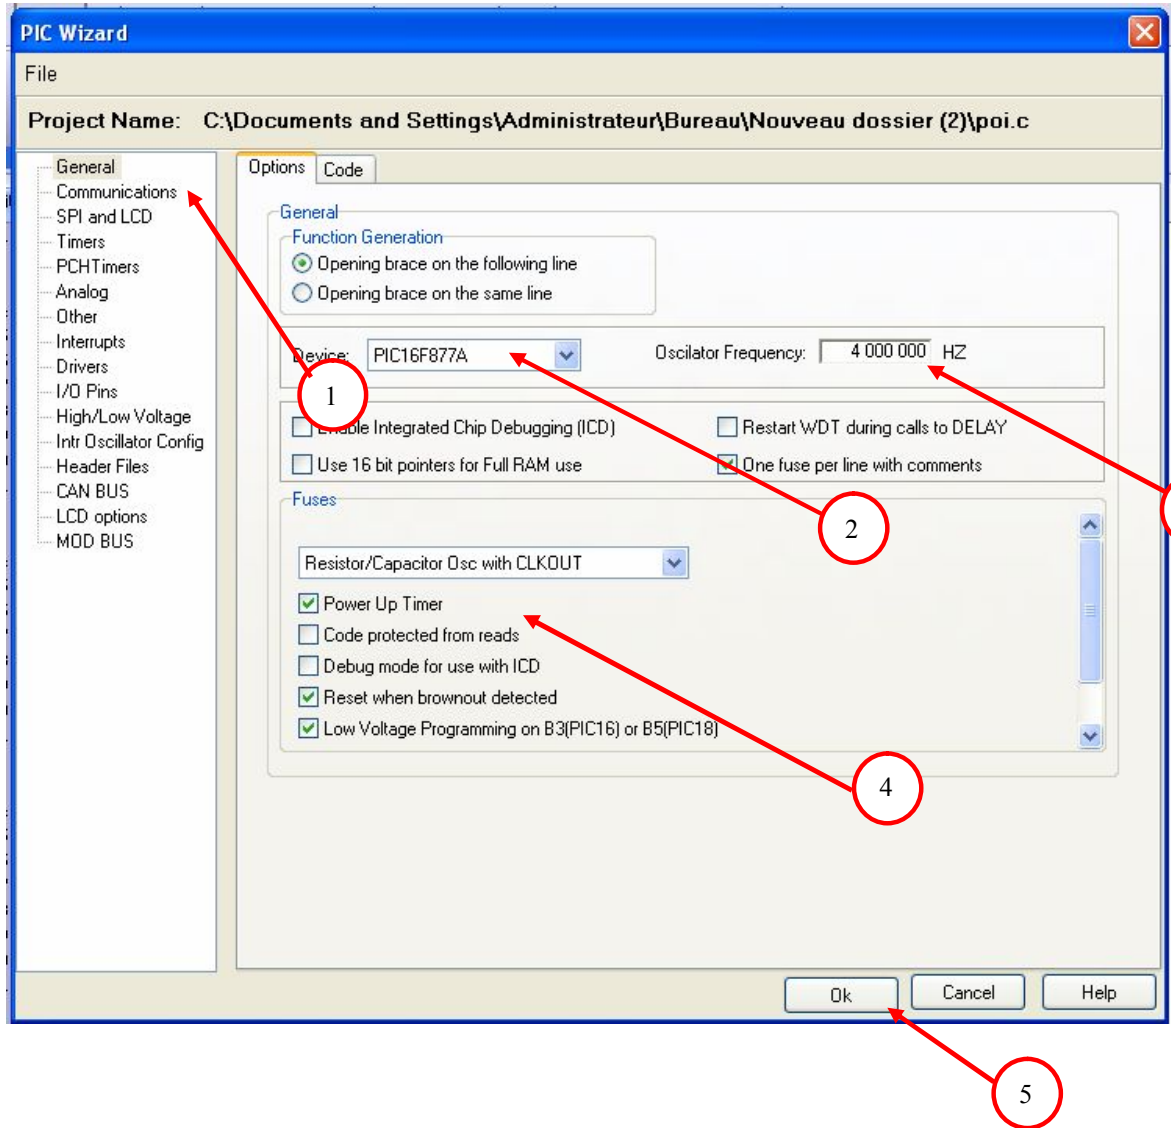 PIC Wizard
File
Project Name: C:\Documents and Settings\Administrateur\Bureau\Nouveau dossier (2)\poi.c
General
Communications
SPI and LCD
Timers
PCHTimers
Analog
Other
Interrupts
Drivers
I/O Pins
High/Low Voltage
Intr Oscillator Config
Header Files
CAN BUS
LCD options
MOD BUS
Options Code
General
Function Generation
Opening brace on the following line
Opening brace on the same line
Device: PIC16F877A Oscilator Frequency: 4 000 000 HZ
1
Enable Integrated Chip Debugging (ICD) Restart WDT during calls to DELAY
Use 16 bit pointers for Full RAM use One fuse per line with comments
Fuses
2
Resistor/Capacitor Osc with CLKOUT
Power Up Timer
Code protected from reads
Debug mode for use with ICD
Reset when brownout detected
Low Voltage Programming on B3(PIC16) or B5(PIC18)
4
Ok Cancel Help
5